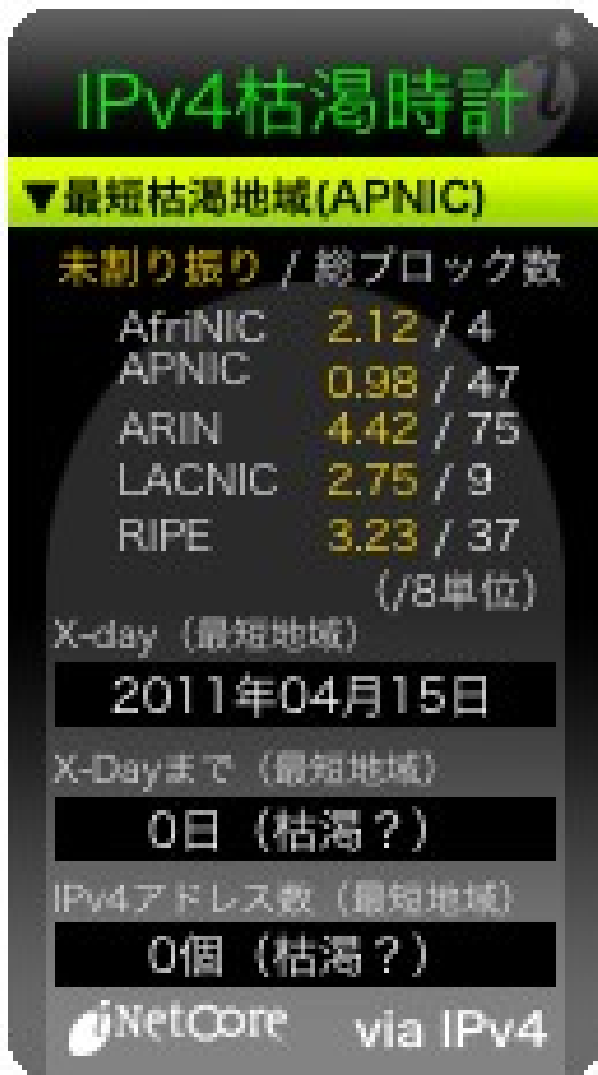 IPv4枯渇時計
▼最短枯渇地域(APNIC)
未割り振り / 総ブロック数
AfriNIC 2.12 / 4
APNIC 0.98 / 47
ARIN 4.42 / 75
LACNIC 2.75 / 9
RIPE 3.23 / 37
(/8単位)
X-day（最短地域）
2011年04月15日
X-Dayまで（最短地域）
0日（枯渇？）
IPv4アドレス数（最短地域）
0個（枯渇？）
iNetCore via IPv4